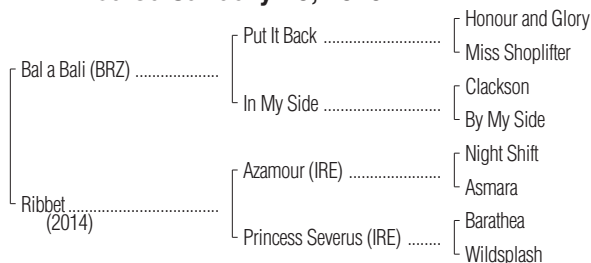 Honour and Glory
Put It Back ............................
Miss Shoplifter
Bal a Bali (BRZ) ....................
Clackson
In My Side ............................
By My Side
Night Shift
Azamour (IRE) ......................
Asmara
Ribbet....................................
(2014)
Barathea
Princess Severus (IRE) ........
Wildsplash